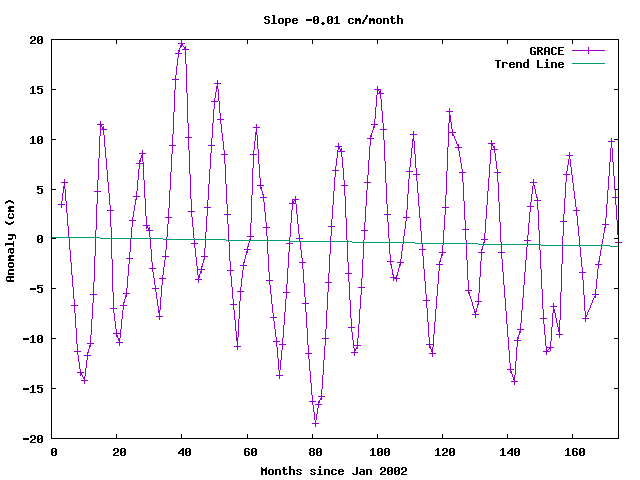 Slope -0.01 cm/month
GRACE
Trend Line
20
15
10
5
0
-5
-10
-15
-20
Anomaly (cm)
0 20 40 60 80 100 120 140 160
Months since Jan 2002